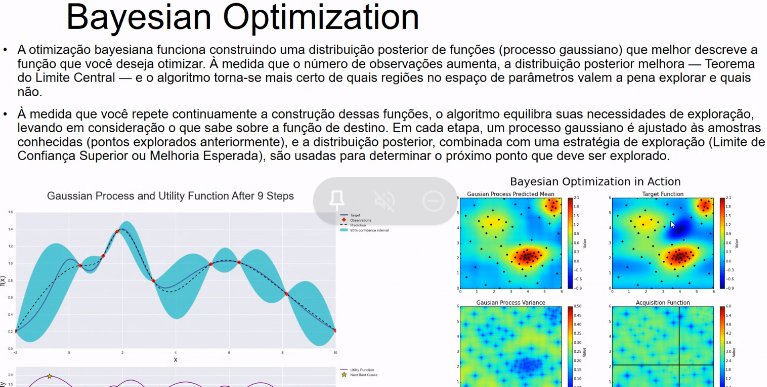 Bayesian Optimization
• A otimização bayesiana funciona construindo uma distribuição posterior de funções (processo gaussiano) que melhor descreve a
função que você deseja otimizar. À medida que o número de observações aumenta, a distribuição posterior melhora — Teorema
do Limite Central — e o algoritmo torna-se mais certo de quais regiões no espaço de parâmetros valem a pena explorar e quais
não.
• À medida que você repete continuamente a construção dessas funções, o algoritmo equilibra suas necessidades de exploração,
levando em consideração o que sabe sobre a função de destino. Em cada etapa, um processo gaussiano é ajustado às amostras
conhecidas (pontos explorados anteriormente), e a distribuição posterior, combinada com uma estratégia de exploração (Limite de
Confiança Superior ou Melhoria Esperada), são usadas para determinar o próximo ponto que deve ser explorado.
Gaussian Process and Utility Function After 9 Steps
Target
Observations
Prediction
95% confidence interval
f(x)
x
Utility Function
Next Best Guess
Bayesian Optimization in Action
Gausian Process Predicted Mean
Target Function
Gausian Process Variance
Acquisition Function